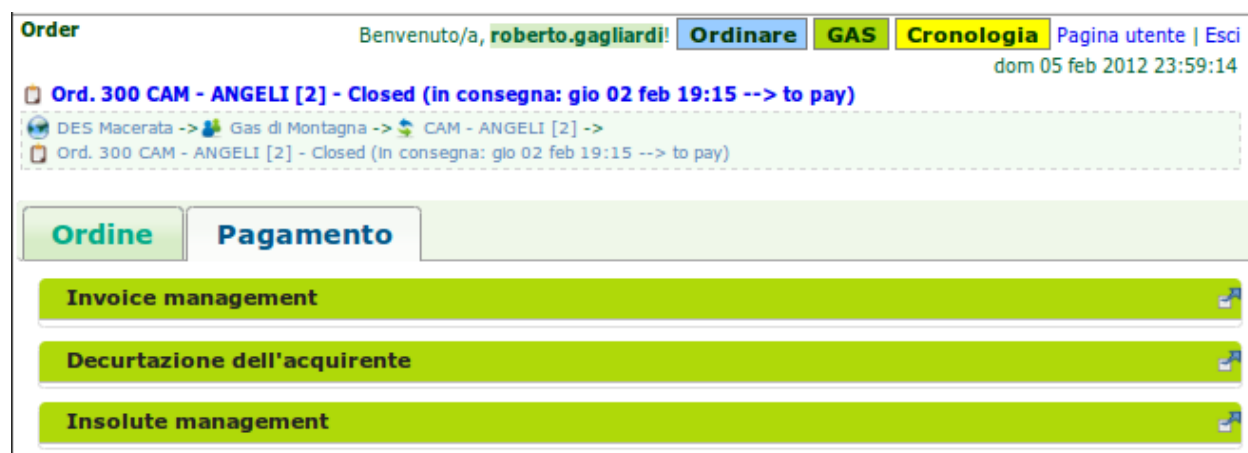 Order
Benvenuto/a, roberto.gagliardi! Ordinare GAS Cronologia Pagina utente | Esci
dom 05 feb 2012 23:59:14
Ord. 300 CAM - ANGELI [2] - Closed (in consegna: gio 02 feb 19:15 --> to pay)
DES Macerata -> Gas di Montagna -> CAM - ANGELI [2] ->
Ord. 300 CAM - ANGELI [2] - Closed (in consegna: gio 02 feb 19:15 --> to pay)
Ordine Pagamento
Invoice management
Decurtazione dell'acquirente
Insolute management